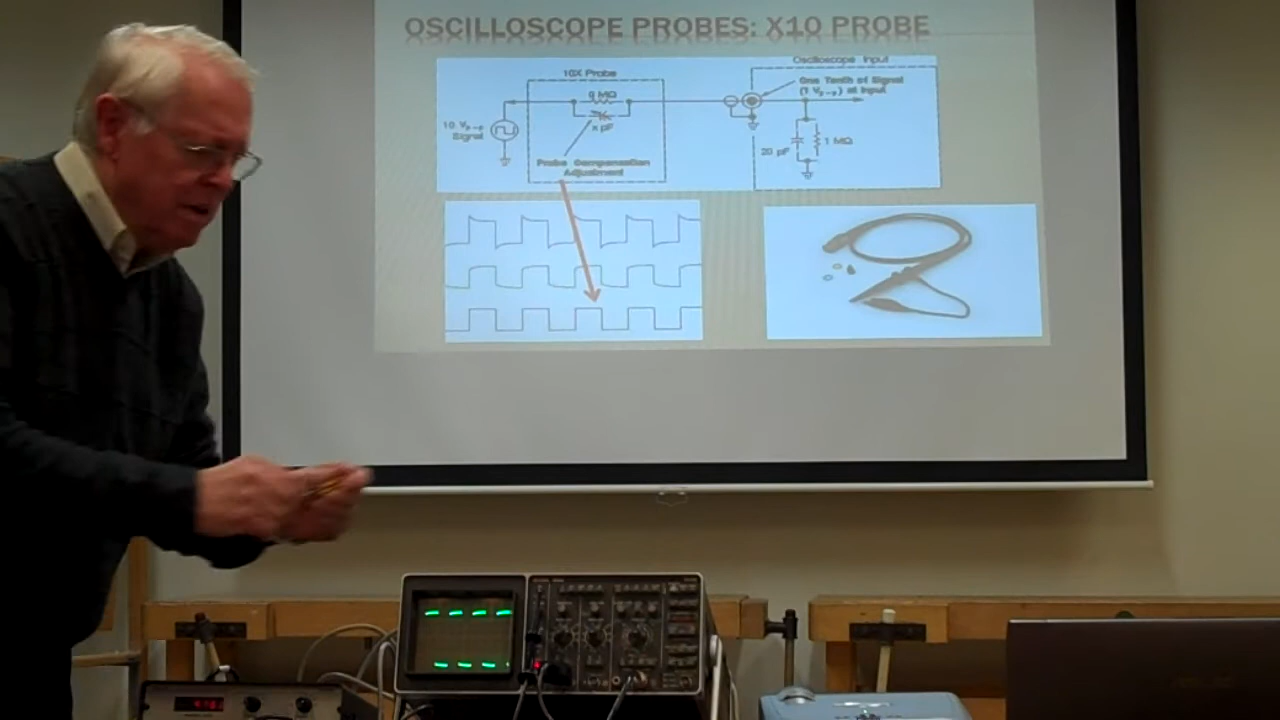 OSCILLOSCOPE PROBES: X10 PROBE
Oscilloscope Input
10X Probe
One Tenth of Signal
(1 Vp-p) at Input
9 MΩ
x pF
10 Vp-p
Signal
20 pF
1 MΩ
Probe Compensation
Adjustment